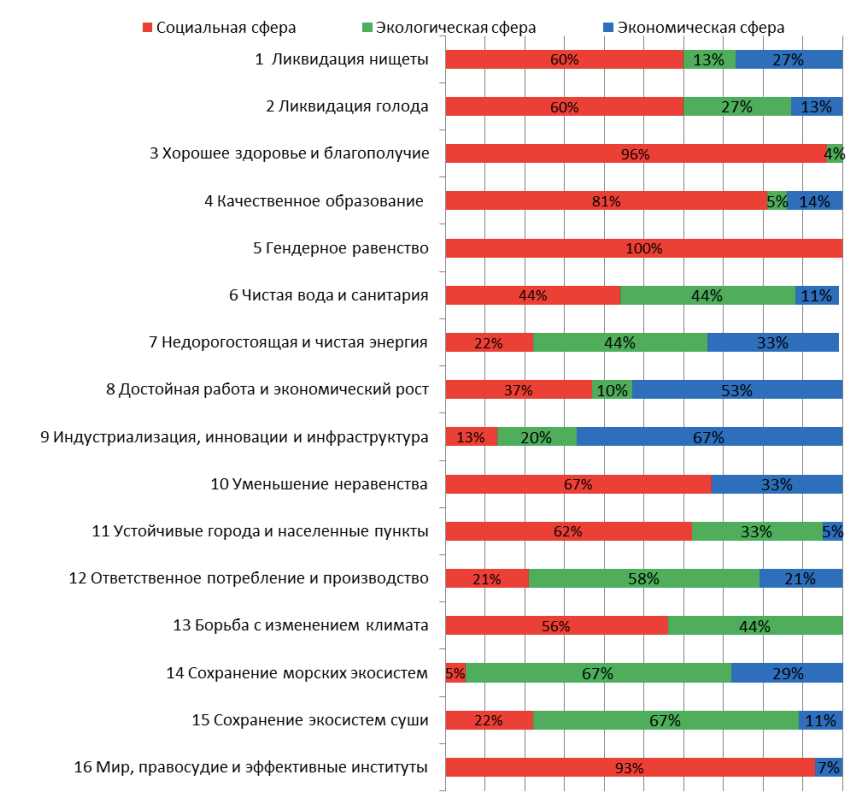 Социальная сфера Экологическая сфера Экономическая сфера
1 Ликвидация нищеты 60% 13% 27%
2 Ликвидация голода 60% 27% 13%
3 Хорошее здоровье и благополучие 96% 4%
4 Качественное образование 81% 5% 14%
5 Гендерное равенство 100%
6 Чистая вода и санитария 44% 44% 11%
7 Недорогостоящая и чистая энергия 22% 44% 33%
8 Достойная работа и экономический рост 37% 10% 53%
9 Индустриализация, инновации и инфраструктура 13% 20% 67%
10 Уменьшение неравенства 67% 33%
11 Устойчивые города и населенные пункты 62% 33% 5%
12 Ответственное потребление и производство 21% 58% 21%
13 Борьба с изменением климата 56% 44%
14 Сохранение морских экосистем 5% 67% 29%
15 Сохранение экосистем суши 22% 67% 11%
16 Мир, правосудие и эффективные институты 93% 7%